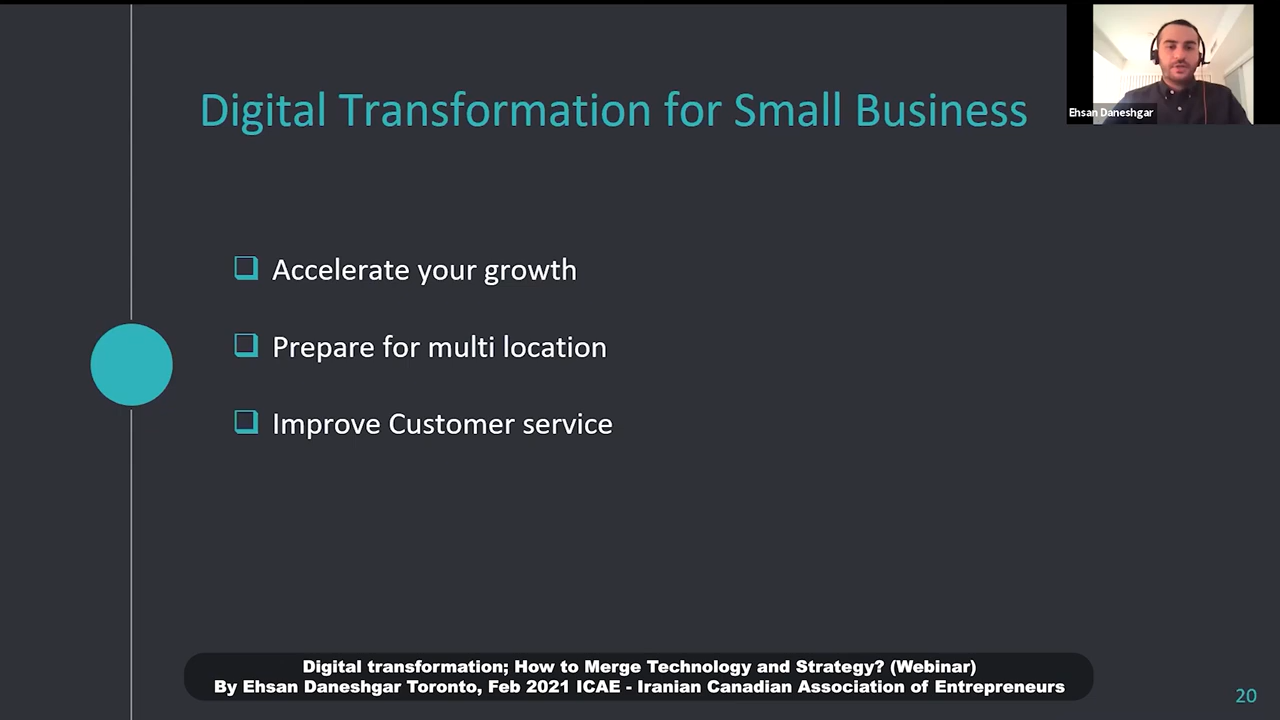 Digital Transformation for Small Business
Ehsan Daneshgar
Accelerate your growth
Prepare for multi location
Improve Customer service
Digital transformation; How to Merge Technology and Strategy? (Webinar)
By Ehsan Daneshgar Toronto, Feb 2021 ICAE - Iranian Canadian Association of Entrepreneurs
20